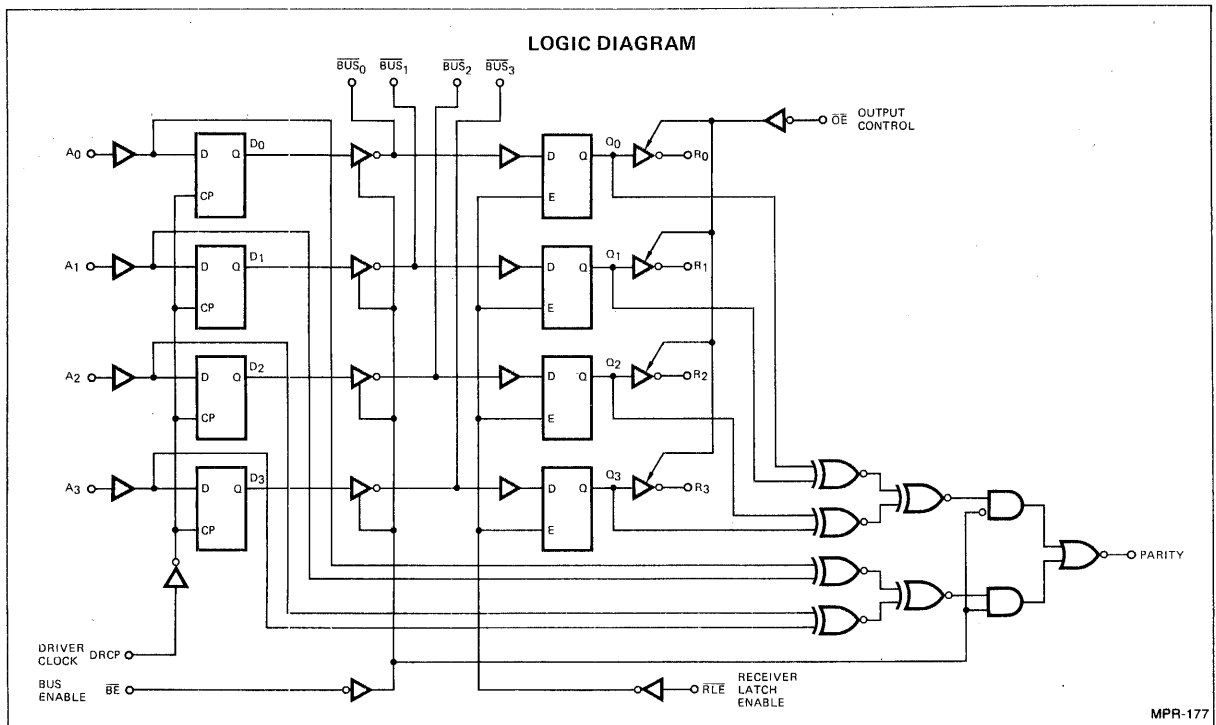 LOGIC DIAGRAM
BUS0 BUS1 BUS2 BUS3
OE OUTPUT CONTROL
A0 D Q D0 D Q Q0 R0
CP E
A1 D Q D1 D Q Q1 R1
CP E
A2 D Q D2 D Q Q2 R2
CP E
A3 D Q D3 D Q Q3 R3
CP E
PARITY
DRIVER CLOCK DRCP
BUS ENABLE BE
RLE RECEIVER LATCH ENABLE
MPR-177